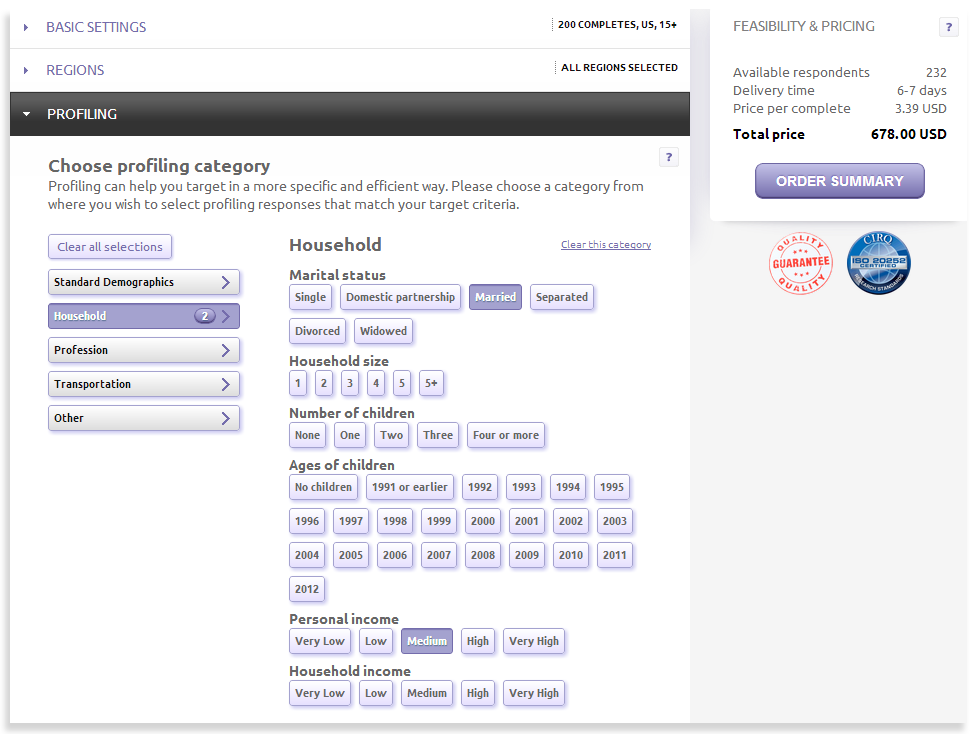 BASIC SETTINGS
200 COMPLETES, US, 15+
REGIONS
ALL REGIONS SELECTED
PROFILING
Choose profiling category
?
Profiling can help you target in a more specific and efficient way. Please choose a category from
where you wish to select profiling responses that match your target criteria.
Clear all selections
Standard Demographics
Household 2
Profession
Transportation
Other
Household
Clear this category
Marital status
Single Domestic partnership Married Separated
Divorced Widowed
Household size
1 2 3 4 5 5+
Number of children
None One Two Three Four or more
Ages of children
No children 1991 or earlier 1992 1993 1994 1995
1996 1997 1998 1999 2000 2001 2002 2003
2004 2005 2006 2007 2008 2009 2010 2011
2012
Personal income
Very Low Low Medium High Very High
Household income
Very Low Low Medium High Very High
FEASIBILITY & PRICING
?
Available respondents 232
Delivery time 6-7 days
Price per complete 3.39 USD
Total price 678.00 USD
ORDER SUMMARY
QUALITY
GUARANTEE
QUALITY
CIRQ
ISO 20252
CERTIFIED
RESEARCH STANDARDS